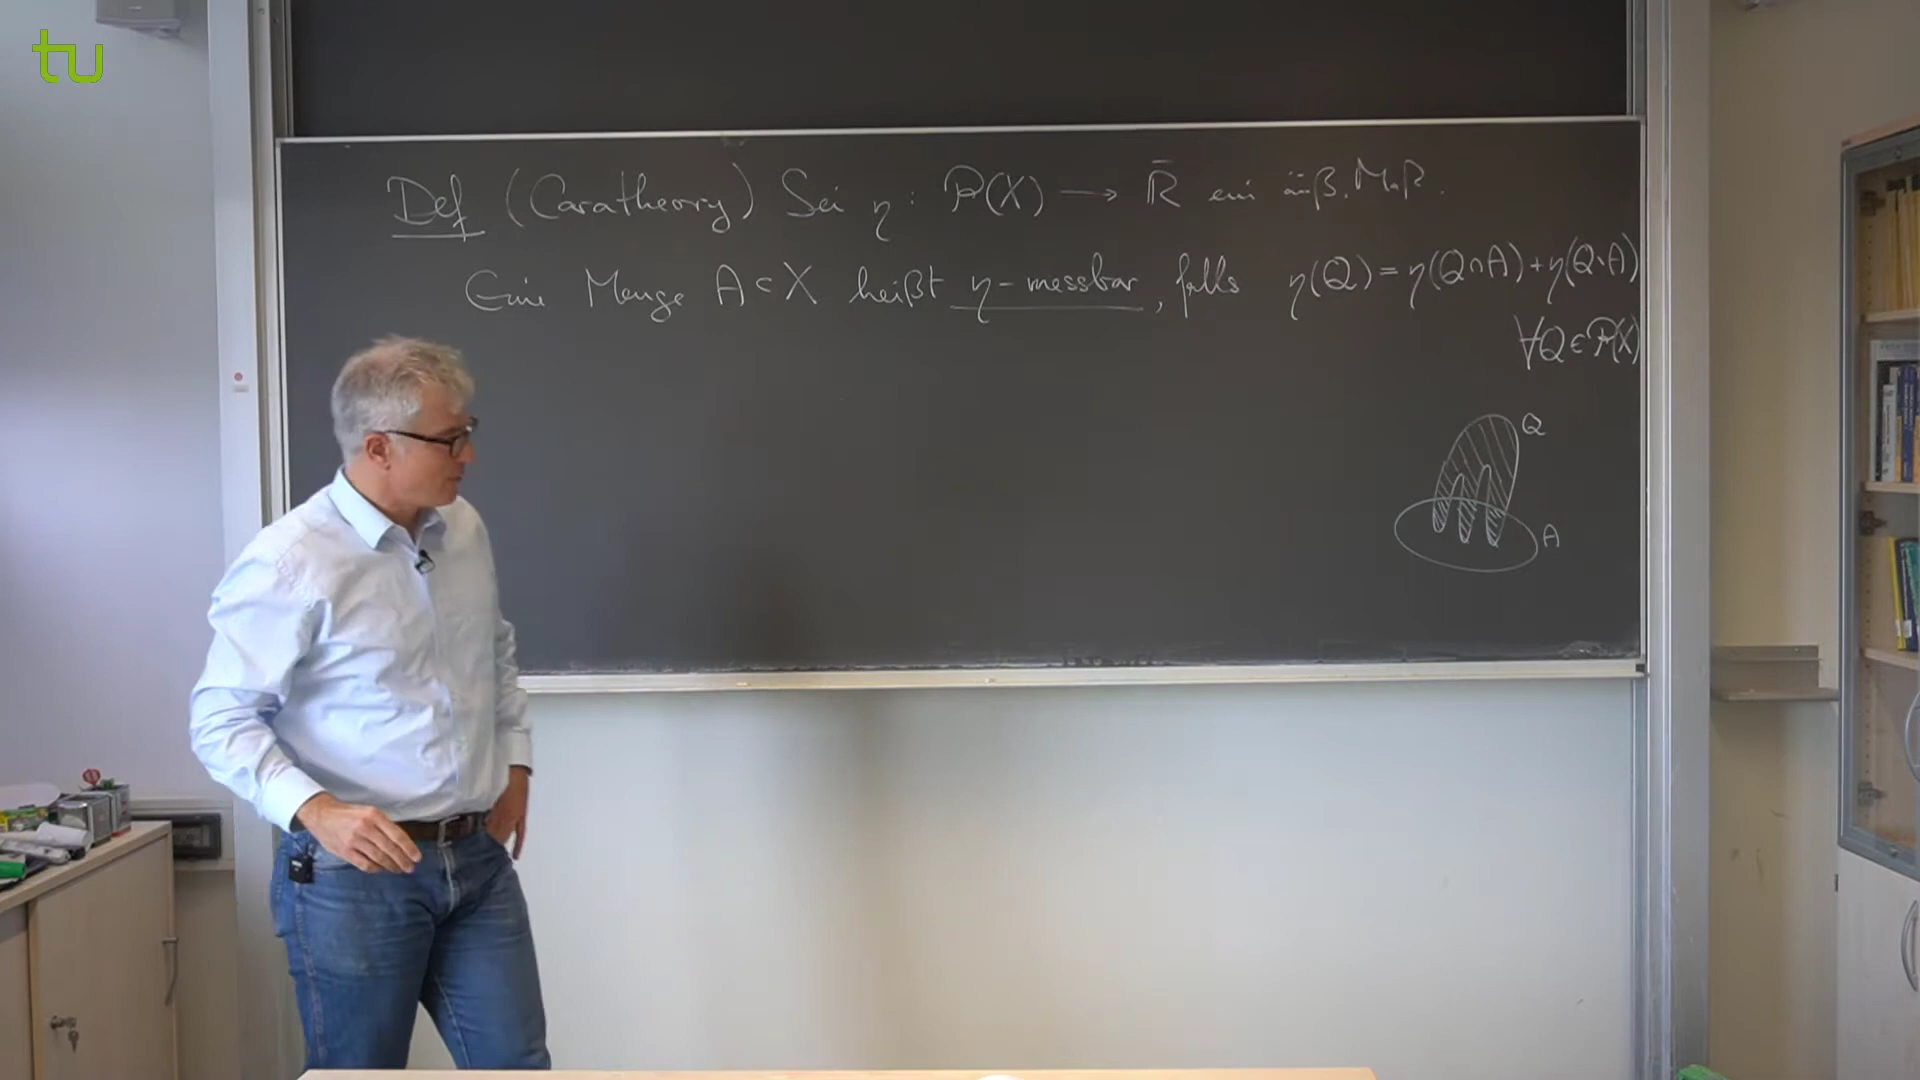 tu
Def (Caratheory) Sei η: P(X) → R̄ ein äuß. Maß.
Eine Menge A ⊂ X heißt η-messbar, falls η(Q) = η(Q∩A) + η(Q\A)
∀Q ∈ P(X)
Q
A